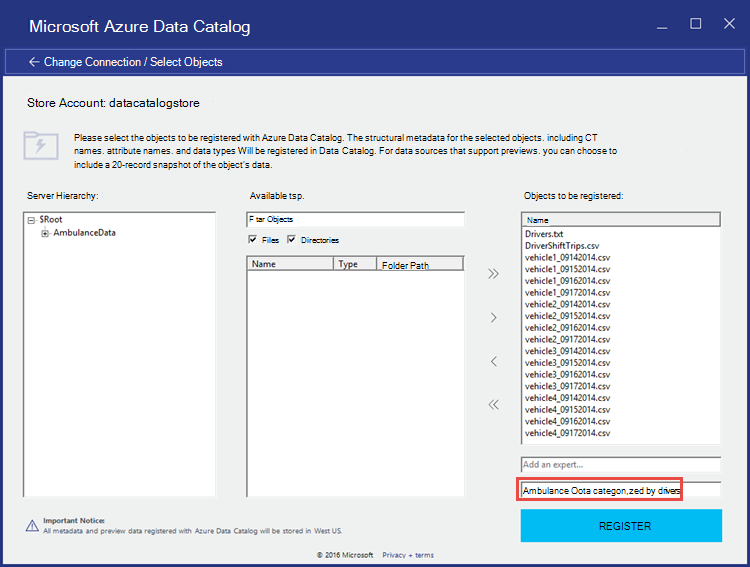 Microsoft Azure Data Catalog
Change Connection / Select Objects
Store Account: datacatalogstore
Please select the objects to be registered with Azure Data Catalog. The structural metadata for the selected objects. including CT
names. attribute names. and data types Will be registered in Data Catalog. For data sources that support previews. you can choose to
include a 20-record snapshot of the object's data.
Server Hierarchy:
$Root
AmbulanceData
Available tsp.
F tar Objects
Files Directories
Name Type Folder Path
Objects to be registered:
Name
Drivers.txt
DriverShiftTrips.csv
vehicle1_09142014.csv
vehicle1_09152014.csv
vehicle1_09162014.csv
vehicle1_09172014.csv
vehicle2_09142014.csv
vehicle2_09152014.csv
vehicle2_09162014.csv
vehicle2_09172014.csv
vehicle3_09142014.csv
vehicle3_09152014.csv
vehicle3_09162014.csv
vehicle3_09172014.csv
vehicle4_09142014.csv
vehicle4_09152014.csv
vehicle4_09162014.csv
vehicle4_09172014.csv
Add an expert...
Ambulance Oota categon,zed by drivers
REGISTER
Important Notice:
All metadata and preview data registered with Azure Data Catalog will be stored in West US.
© 2016 Microsoft Privacy + terms